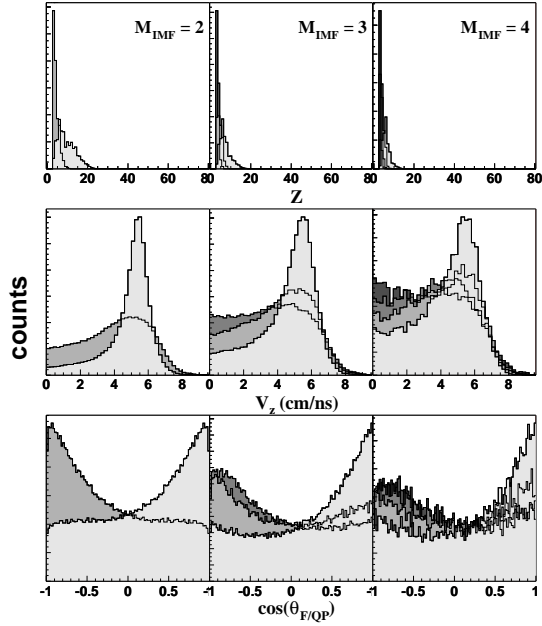 M_IMF = 2 M_IMF = 3 M_IMF = 4
0 20 40 60 80 0 20 40 60 80 0 20 40 60 80
Z
counts
0 2 4 6 8 0 2 4 6 8 0 2 4 6 8
V_z (cm/ns)
-1 -0.5 0 0.5 -1 -0.5 0 0.5 -1 -0.5 0 0.5 1
cos(θ_F/QP)